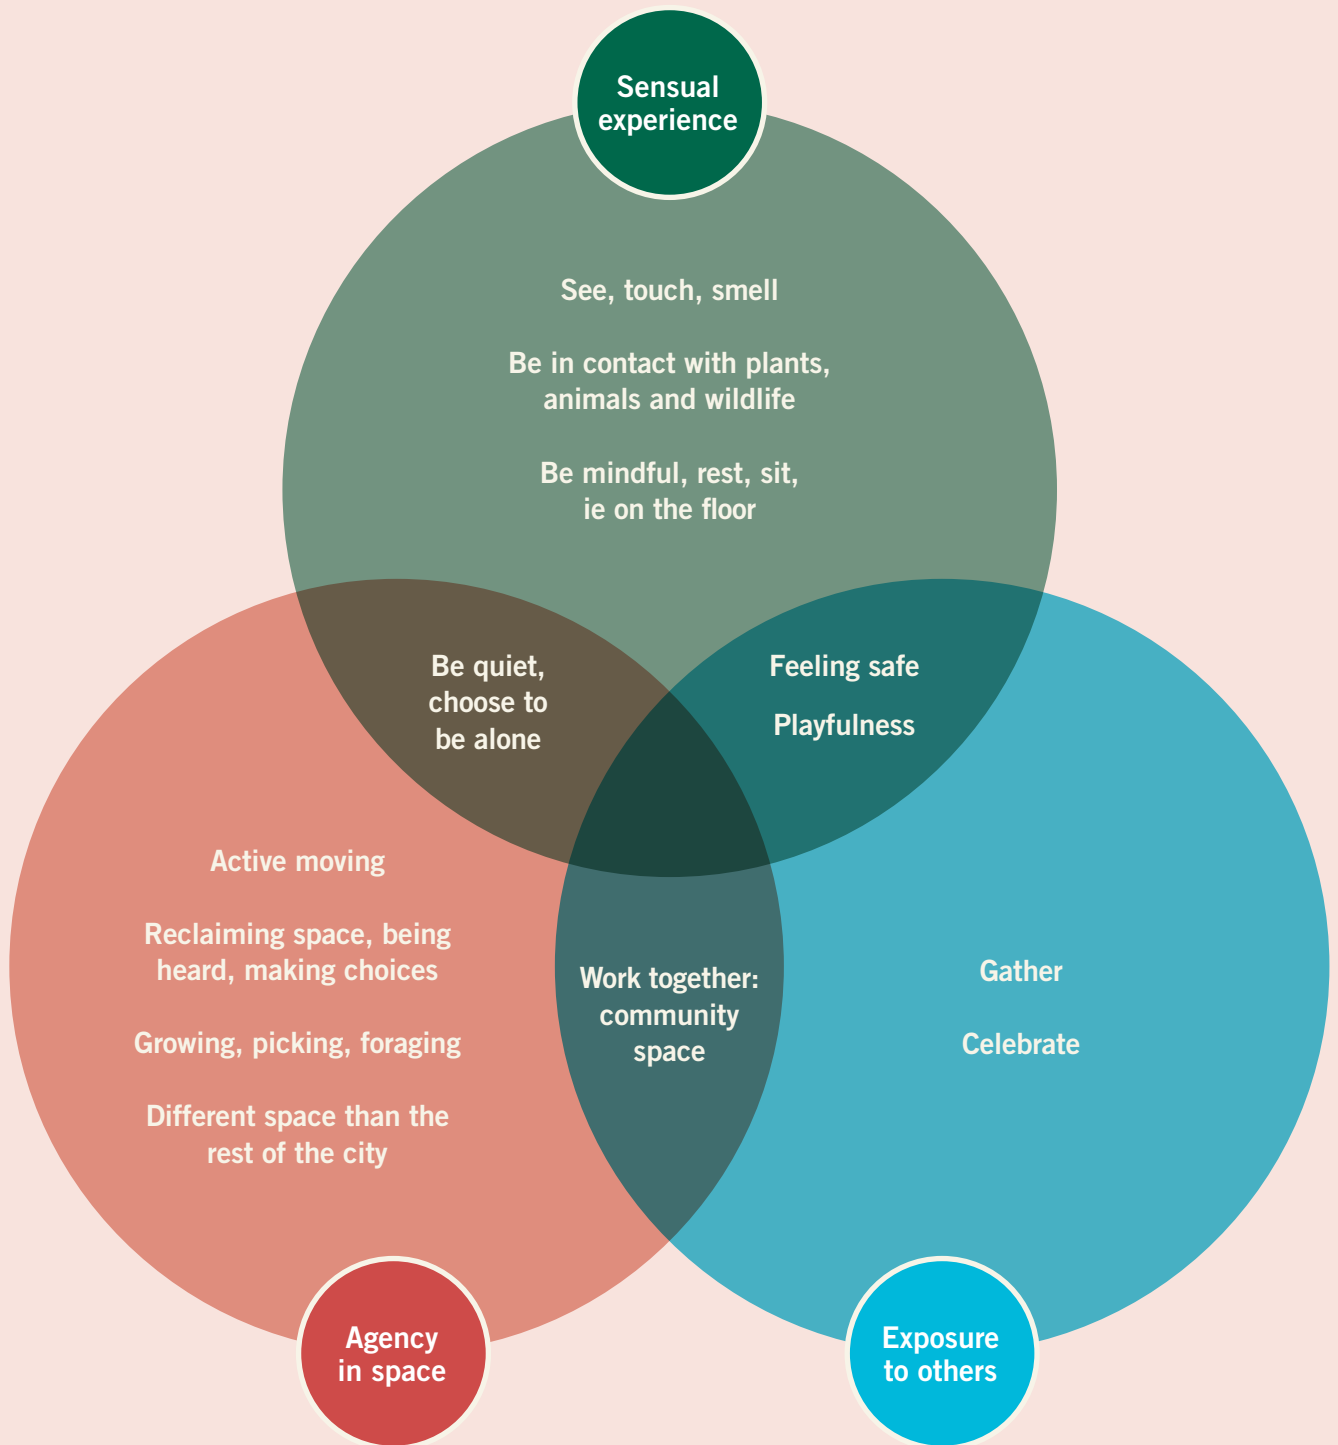 Sensual
experience
See, touch, smell
Be in contact with plants,
animals and wildlife
Be mindful, rest, sit,
ie on the floor
Be quiet,
choose to
be alone
Feeling safe
Playfulness
Active moving
Reclaiming space, being
heard, making choices
Growing, picking, foraging
Different space than the
rest of the city
Work together:
community
space
Gather
Celebrate
Agency
in space
Exposure
to others